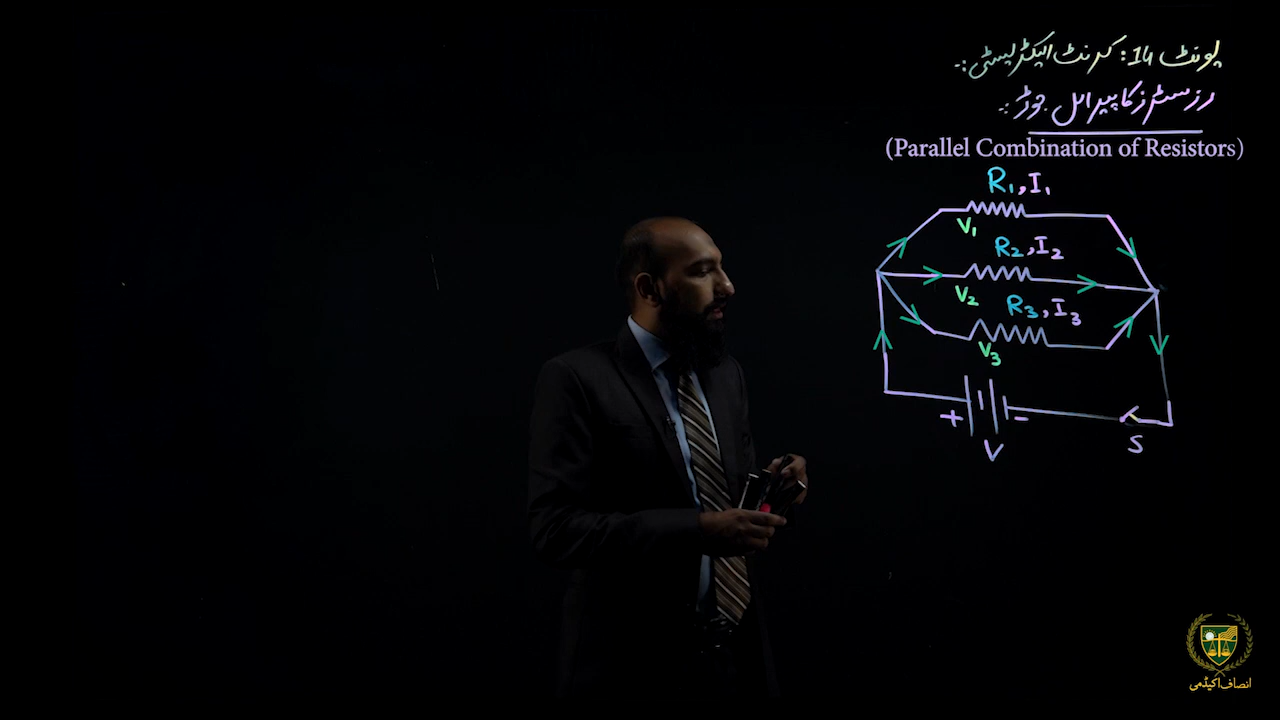 یونٹ 14: کرنٹ الیکٹریسٹی :-
رزسٹرز کا پیرالل جوڑ :-
(Parallel Combination of Resistors)
R1, I1
V1
R2, I2
V2
R3, I3
V3
+ -
V
S
انصاف اکیڈمی